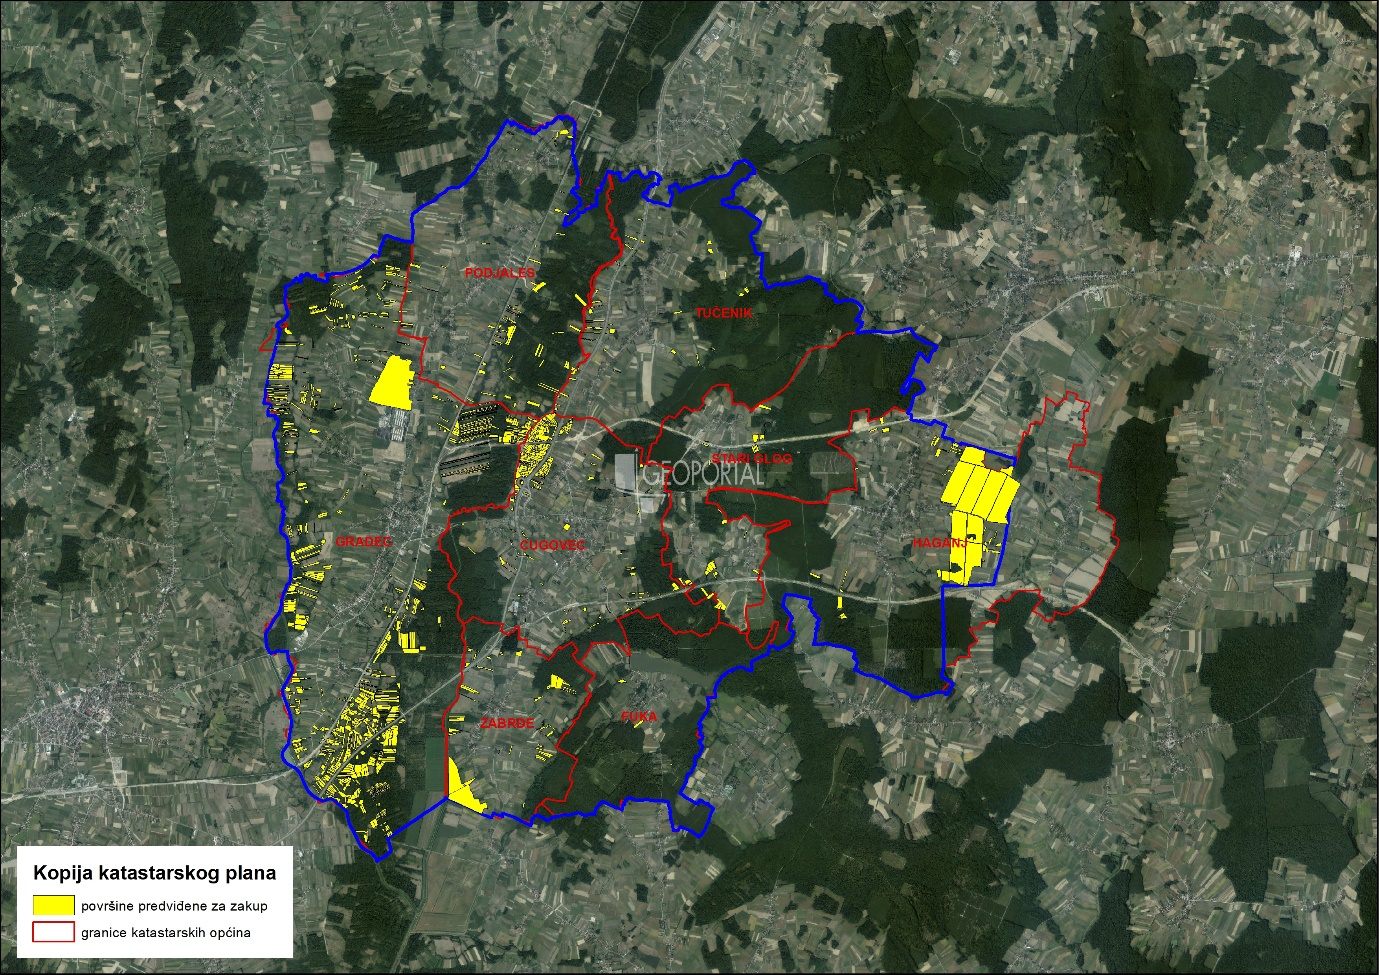 PODJALES
TUČENIK
STARI GLOG
GEOPORTAL
GRADEC
CUGOVEC
HAGANJ
ZABRĐE
FUKA
Kopija katastarskog plana
površine predviđene za zakup
granice katastarskih općina